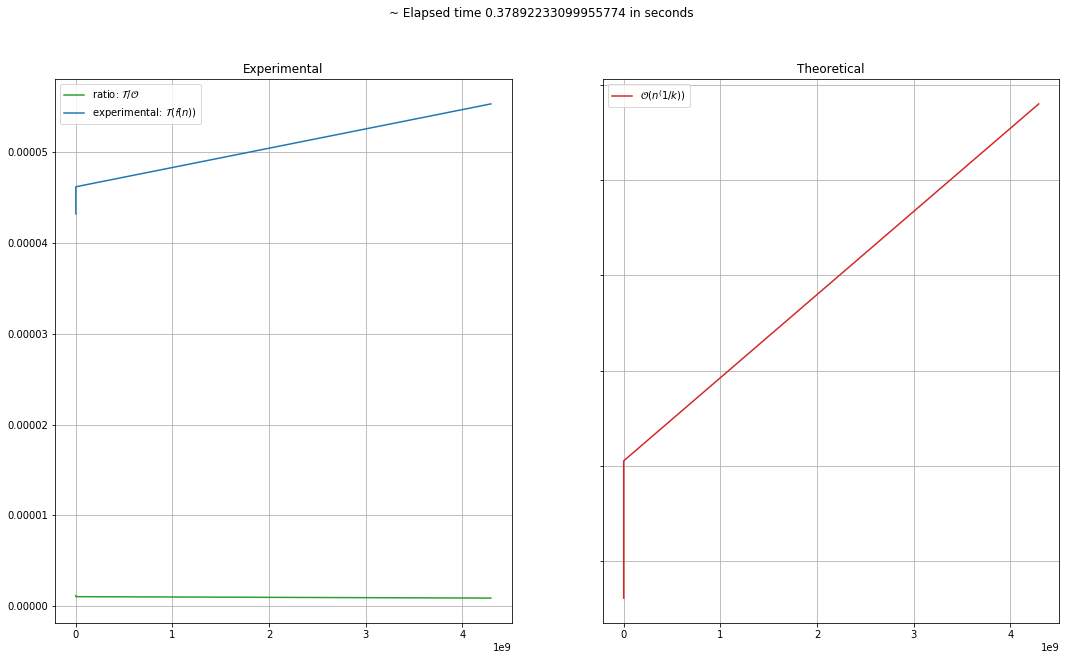 ~ Elapsed time 0.37892233099955774 in seconds
Experimental
ratio: 𝒯/𝒪
experimental: 𝒯(f(n))
0.00005
0.00004
0.00003
0.00002
0.00001
0.00000
0 1 2 3 4
1e9
Theoretical
𝒪(n⁽1/k))
0 1 2 3 4
1e9